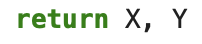 return X, Y